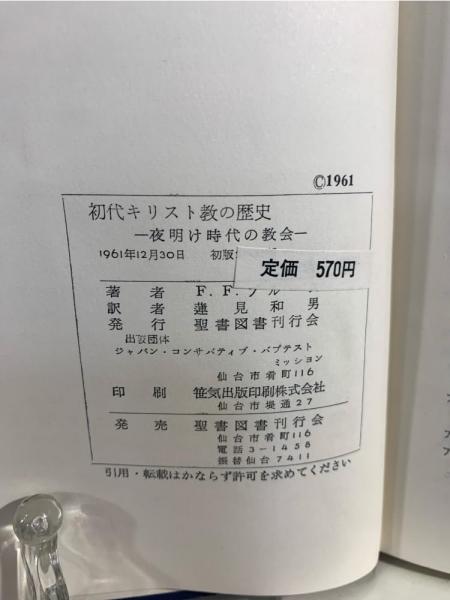 ©1961
初代キリスト教の歴史
—夜明け時代の教会—
1961年12月30日 初版
定価 570円
著者 F.F.ブル
訳者 蓮見和男
発行 聖書図書刊行会
出版団体
ジャパン・コンサバティブ・バプテスト
ミッション
仙台市肴町116
印刷 笹気出版印刷株式会社
仙台市堤通27
発売 聖書図書刊行会
仙台市肴町116
電話3-1458
振替仙台7411
引用・転載はかならず許可を求めてください